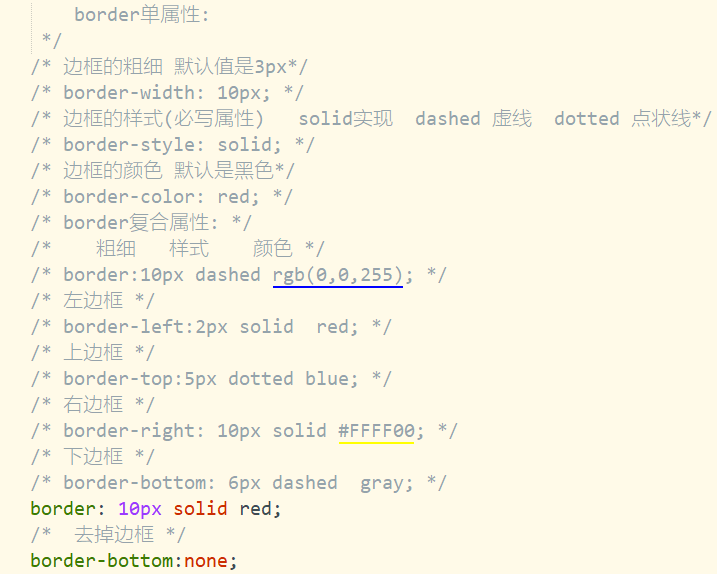 border单属性:
*/
/* 边框的粗细 默认值是3px*/
/* border-width: 10px; */
/* 边框的样式(必写属性)   solid实现  dashed 虚线  dotted 点状线*/
/* border-style: solid; */
/* 边框的颜色 默认是黑色*/
/* border-color: red; */
/* border复合属性: */
/*    粗细   样式    颜色 */
/* border:10px dashed rgb(0,0,255); */
/* 左边框 */
/* border-left:2px solid  red; */
/* 上边框 */
/* border-top:5px dotted blue; */
/* 右边框 */
/* border-right: 10px solid #FFFF00; */
/* 下边框 */
/* border-bottom: 6px dashed  gray; */
border: 10px solid red;
/*  去掉边框 */
border-bottom:none;